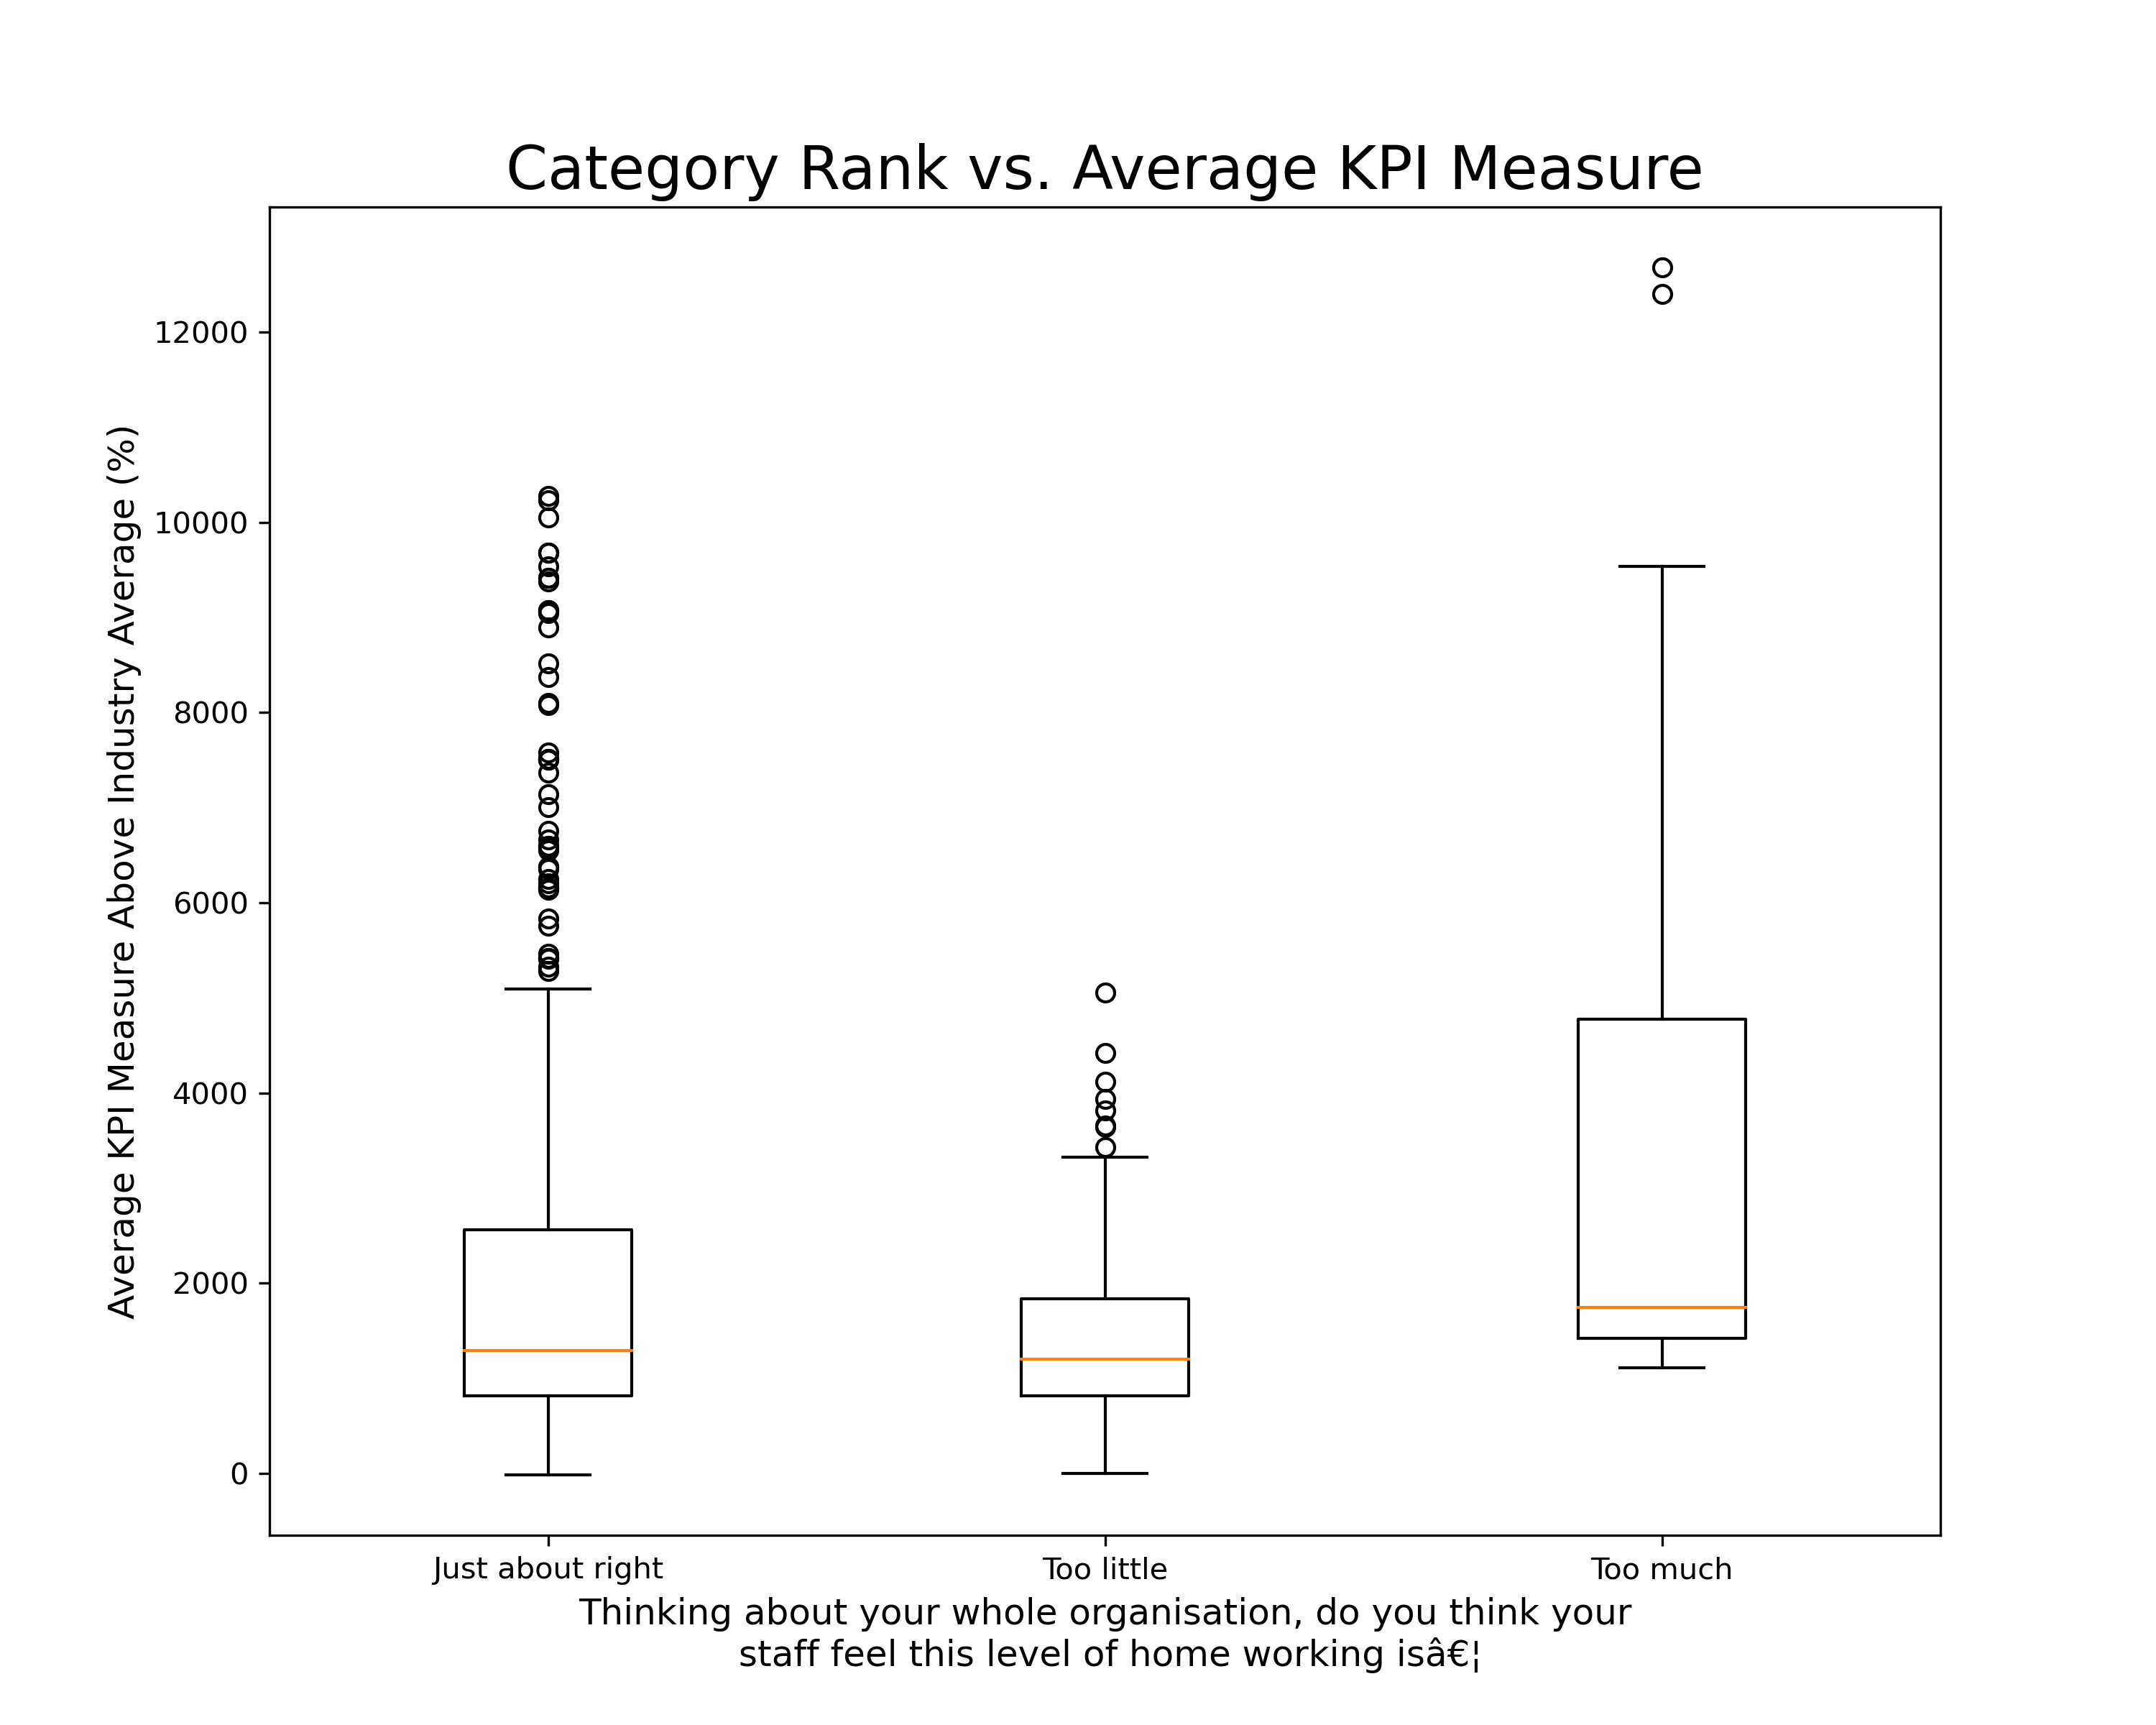 Category Rank vs. Average KPI Measure
Average KPI Measure Above Industry Average (%)
12000
10000
8000
6000
4000
2000
0
Just about right
Too little
Too much
Thinking about your whole organisation, do you think your
staff feel this level of home working isâ€¦